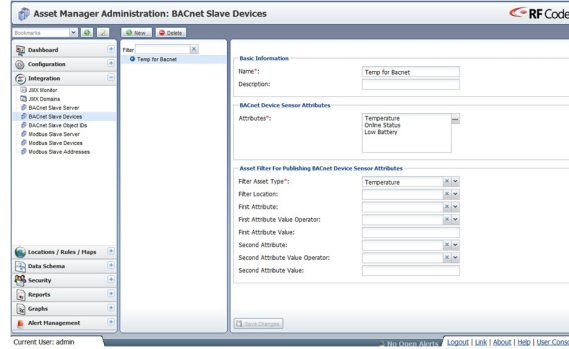 Asset Manager Administration: BACnet Slave Devices
RF Code
Bookmarks
New
Delete
Dashboard
Configuration
Integration
JMX Monitor
JMX Domains
BACnet Slave Server
BACnet Slave Devices
BACnet Slave Object IDs
Modbus Slave Server
Modbus Slave Devices
Modbus Slave Addresses
Locations / Rules / Maps
Data Schema
Security
Reports
Graphs
Alert Management
Filter
Temp for Bacnet
Basic Information
Name*: Temp for Bacnet
Description:
BACnet Device Sensor Attributes
Attributes*: Temperature
Online Status
Low Battery
Asset Filter For Publishing BACnet Device Sensor Attributes
Filter Asset Type*: Temperature
Filter Location:
First Attribute:
First Attribute Value Operator:
First Attribute Value:
Second Attribute:
Second Attribute Value Operator:
Second Attribute Value:
Save Changes
Current User: admin
No Open Alerts
Logout | Link | About | Help | User Conso